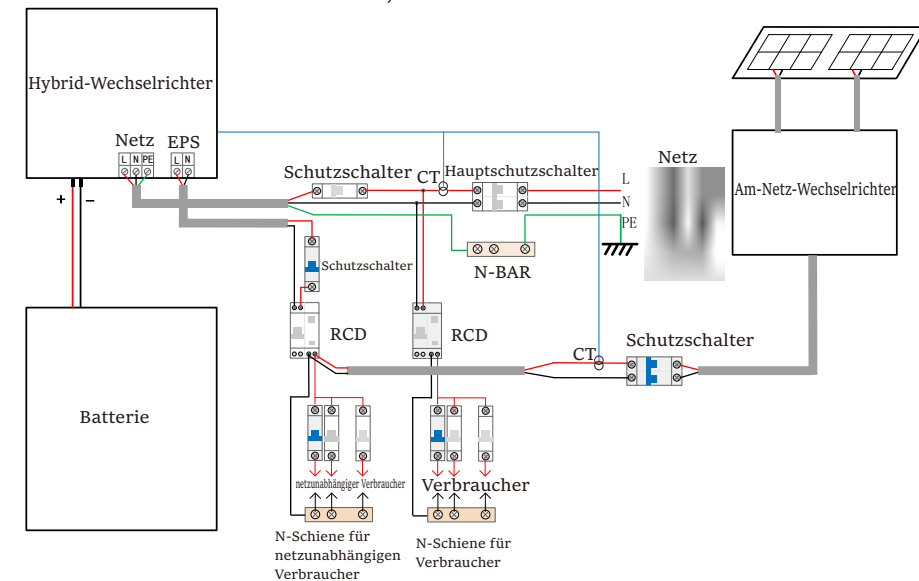 Hybrid-Wechselrichter
Netz
EPS
L N PE
L N
+
−
Batterie
Schutzschalter
CT
Hauptschutzschalter
L
N
PE
Netz
N-BAR
Am-Netz-Wechselrichter
Schutzschalter
RCD
RCD
CT
Schutzschalter
netzunabhängiger Verbraucher
Verbraucher
N-Schiene für
netzunabhängigen
Verbraucher
N-Schiene für
Verbraucher